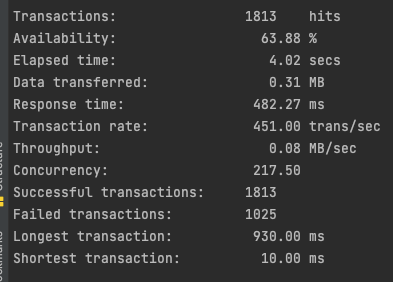 Transactions: 1813 hits
Availability: 63.88 %
Elapsed time: 4.02 secs
Data transferred: 0.31 MB
Response time: 482.27 ms
Transaction rate: 451.00 trans/sec
Throughput: 0.08 MB/sec
Concurrency: 217.50
Successful transactions: 1813
Failed transactions: 1025
Longest transaction: 930.00 ms
Shortest transaction: 10.00 ms